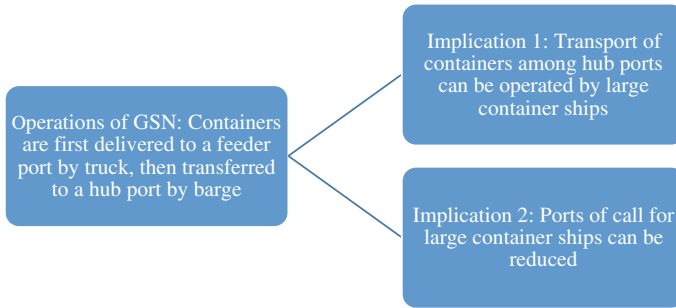 Operations of GSN: Containers
are first delivered to a feeder
port by truck, then transferred
to a hub port by barge
Implication 1: Transport of
containers among hub ports
can be operated by large
container ships
Implication 2: Ports of call for
large container ships can be
reduced